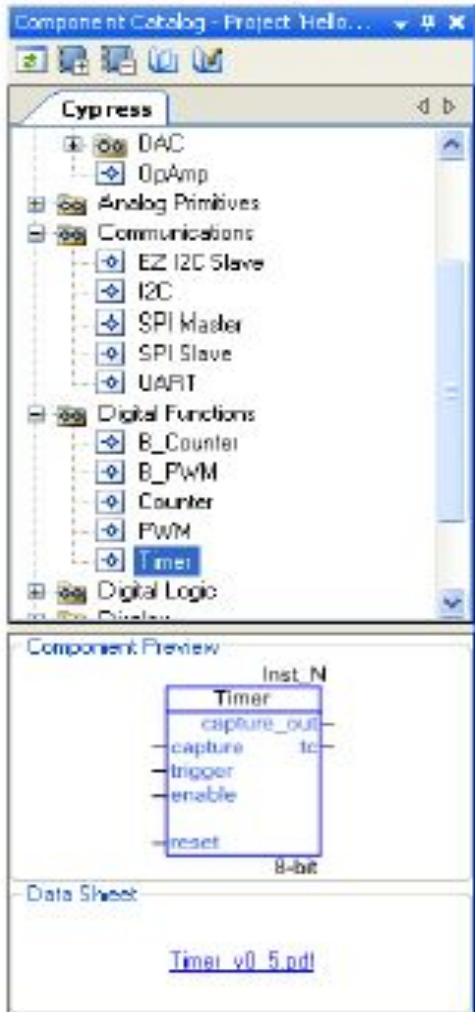 Component Catalog - Project 'Hello...
Cypress
DAC
OpAmp
Analog Primitives
Communications
EZ I2C Slave
I2C
SPI Master
SPI Slave
UART
Digital Functions
B_Counter
B_PWM
Counter
PWM
Timer
Digital Logic
Display
Component Preview
Inst_N
Timer
capture_out
capture tc
trigger
enable
reset
8-bit
Data Sheet
Timer_v0_5.pdf